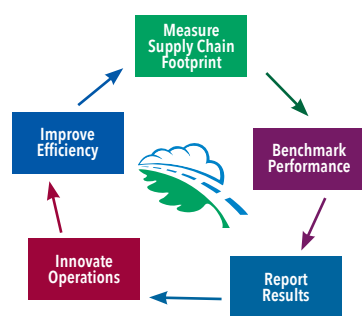 Measure
Supply Chain
Footprint
Improve
Efficiency
Benchmark
Performance
Innovate
Operations
Report
Results